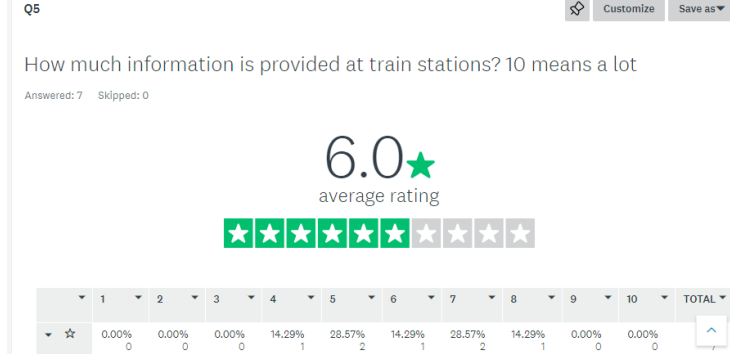 Q5
Customize
Save as
How much information is provided at train stations? 10 means a lot
Answered: 7 Skipped: 0
6.0
average rating
1 2 3 4 5 6 7 8 9 10 TOTAL
0.00% 0.00% 0.00% 14.29% 28.57% 14.29% 28.57% 14.29% 0.00% 0.00%
0 0 0 1 2 1 2 1 0 0